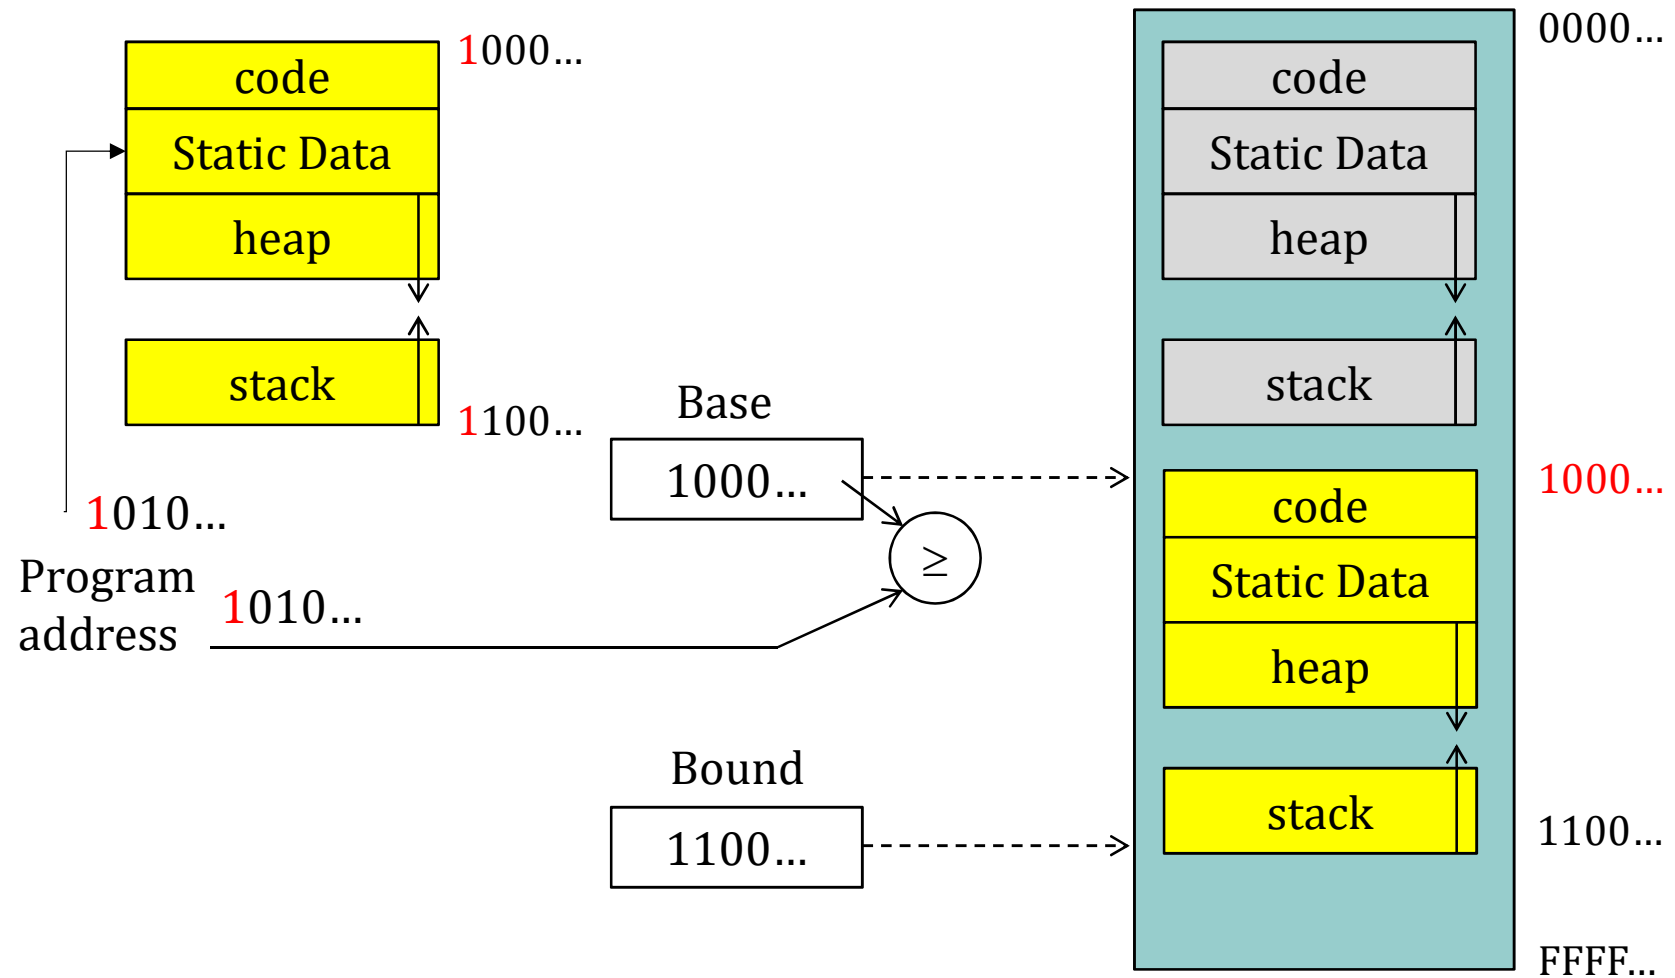 1000...
code
Static Data
heap
stack
1100...
1010...
Program
address
1010...
Base
1000...
≥
Bound
1100...
0000...
code
Static Data
heap
stack
1000...
code
Static Data
heap
stack
1100...
FFFF...